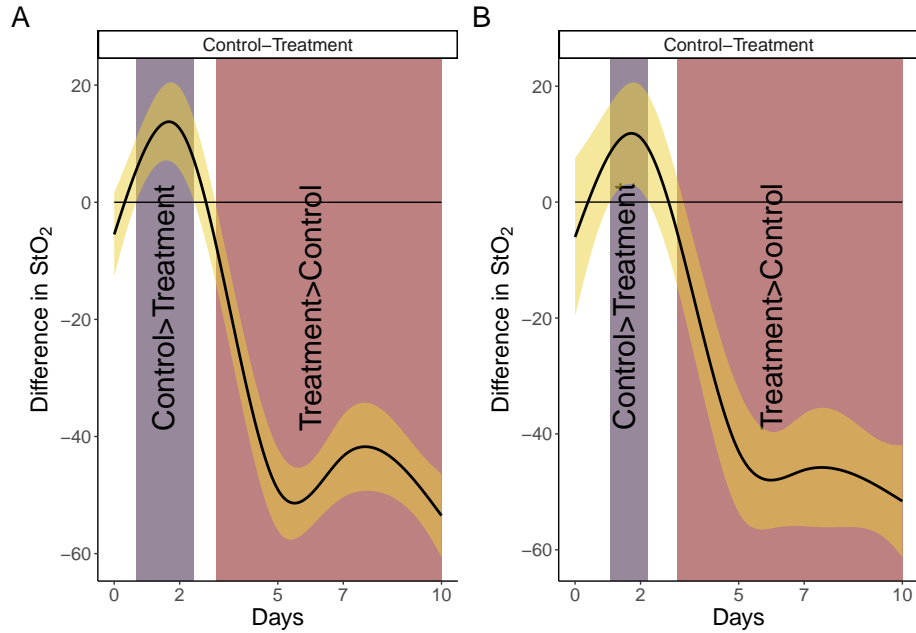 A
Control−Treatment
Difference in StO₂
20
0
−20
−40
−60
Control>Treatment
Treatment>Control
0
2
5
7
10
Days
B
Control−Treatment
Difference in StO₂
20
0
−20
−40
−60
Control>Treatment
Treatment>Control
0
2
5
7
10
Days